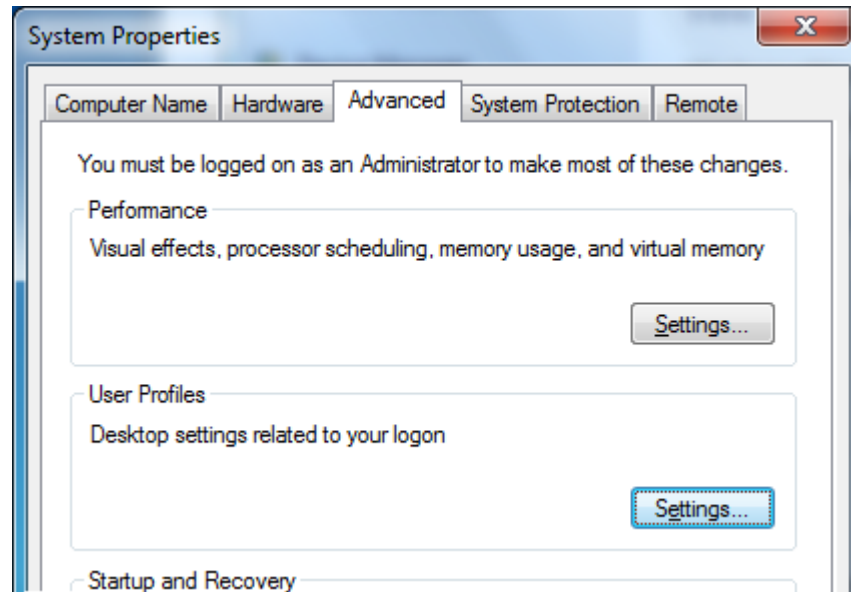 System Properties
Computer Name Hardware Advanced System Protection Remote
You must be logged on as an Administrator to make most of these changes.
Performance
Visual effects, processor scheduling, memory usage, and virtual memory
Settings...
User Profiles
Desktop settings related to your logon
Settings...
Startup and Recovery